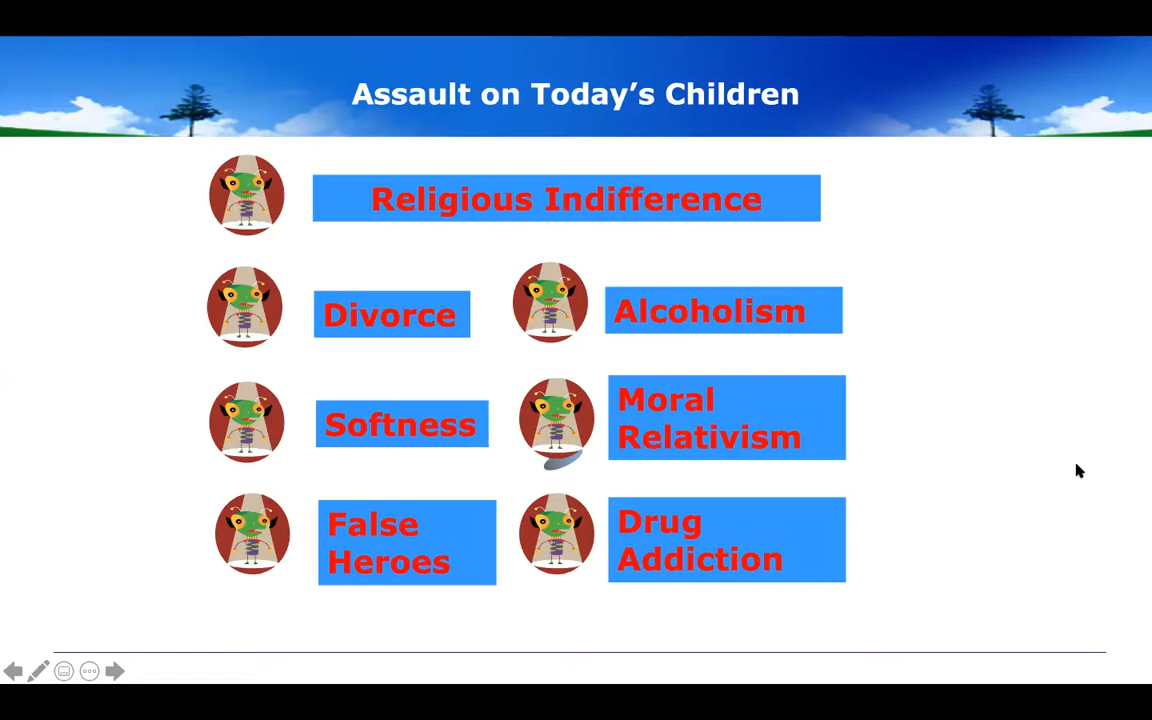 Assault on Today’s Children
Religious Indifference
Divorce
Alcoholism
Softness
Moral
Relativism
False
Heroes
Drug
Addiction